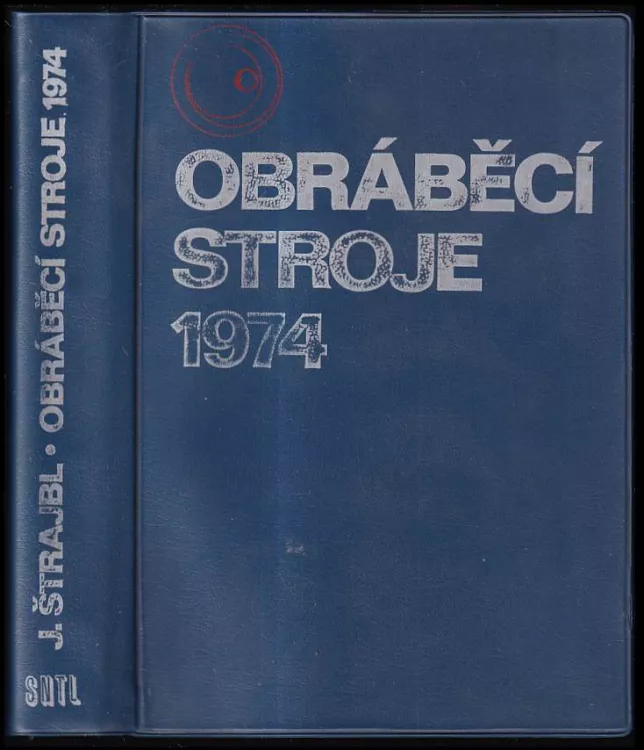 J. ŠTRAJBL • OBRÁBĚCÍ STROJE 1974
SNTL
OBRÁBĚCÍ
STROJE
1974